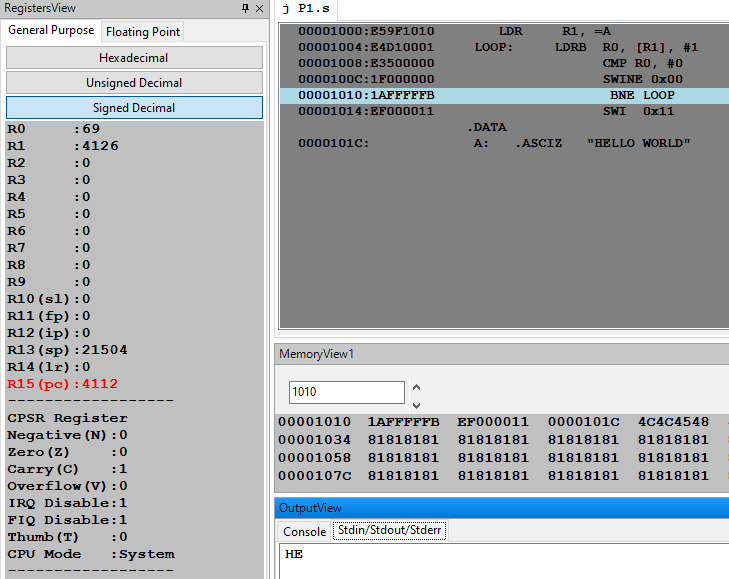 RegistersView
General Purpose Floating Point
Hexadecimal
Unsigned Decimal
Signed Decimal
R0 :69
R1 :4126
R2 :0
R3 :0
R4 :0
R5 :0
R6 :0
R7 :0
R8 :0
R9 :0
R10(sl):0
R11(fp):0
R12(ip):0
R13(sp):21504
R14(lr):0
R15(pc):4112
------------------
CPSR Register
Negative(N):0
Zero(Z) :0
Carry(C) :1
Overflow(V):0
IRQ Disable:1
FIQ Disable:1
Thumb(T) :0
CPU Mode :System
------------------
j P1.s
00001000:E59F1010 LDR R1, =A
00001004:E4D10001 LOOP: LDRB R0, [R1], #1
00001008:E3500000 CMP R0, #0
0000100C:1F000000 SWINE 0x00
00001010:1AFFFFFB BNE LOOP
00001014:EF000011 SWI 0x11
.DATA
0000101C: A: .ASCIZ "HELLO WORLD"
MemoryView1
1010
00001010 1AFFFFFB EF000011 0000101C 4C4C4548
00001034 81818181 81818181 81818181 81818181
00001058 81818181 81818181 81818181 81818181
0000107C 81818181 81818181 81818181 81818181
OutputView
Console Stdin/Stdout/Stderr
HE